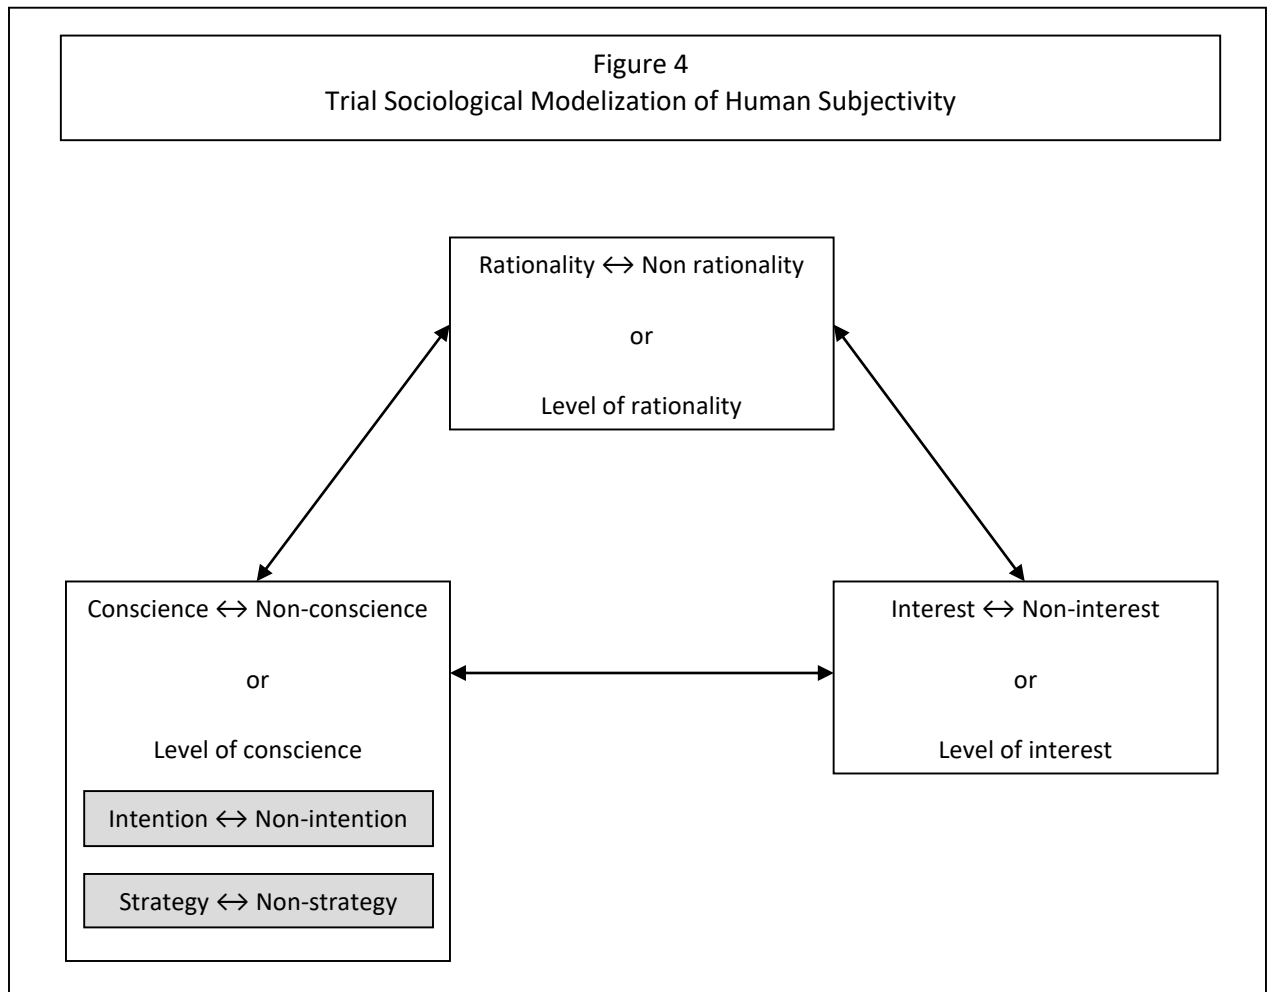 Figure 4
Trial Sociological Modelization of Human Subjectivity
Rationality ↔ Non rationality
or
Level of rationality
Conscience ↔ Non-conscience
or
Level of conscience
Intention ↔ Non-intention
Strategy ↔ Non-strategy
Interest ↔ Non-interest
or
Level of interest